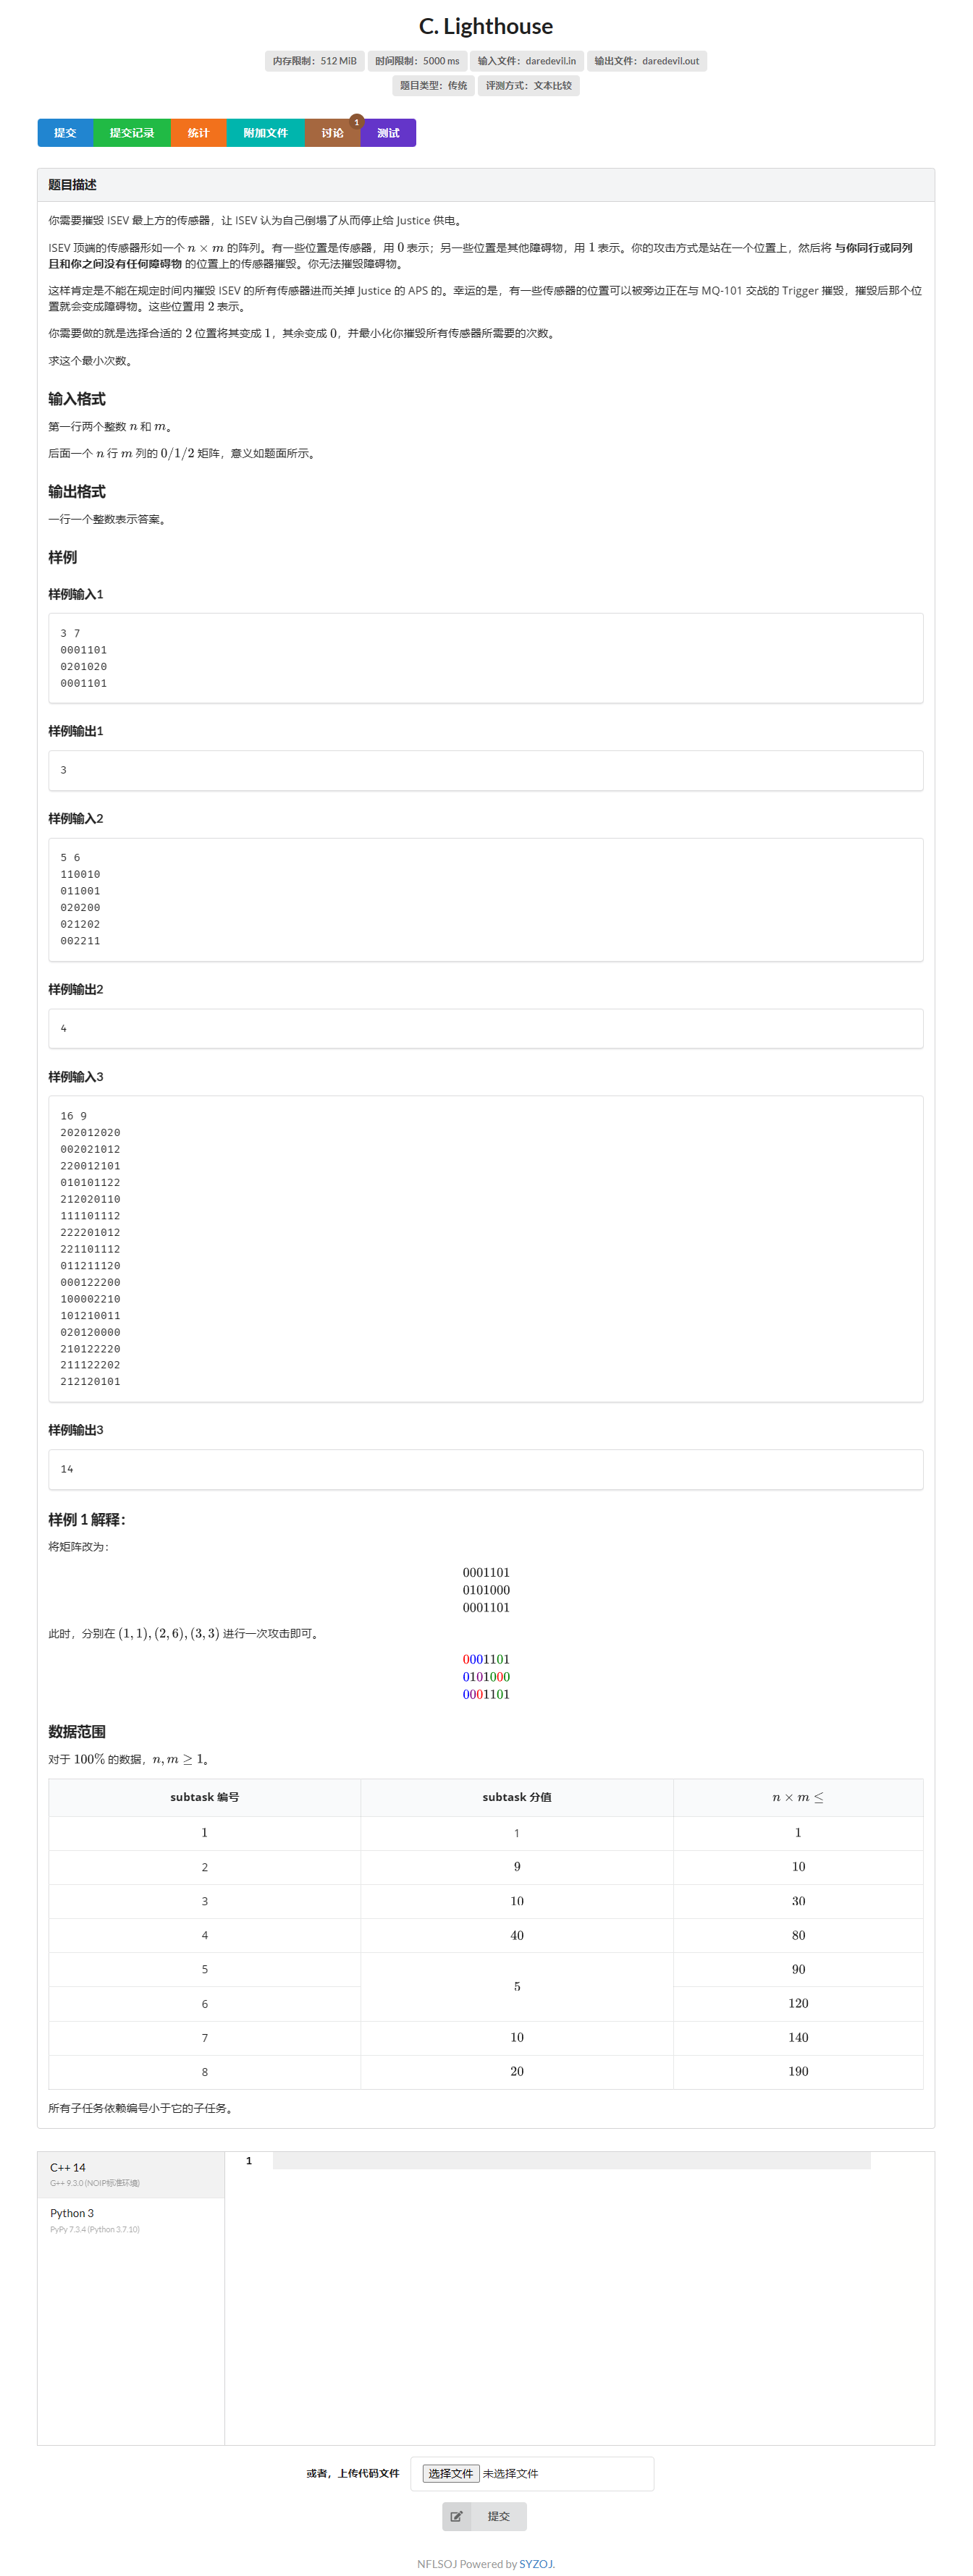 C. Lighthouse
内存限制：512 MiB 时间限制：5000 ms 输入文件：daredevil.in 输出文件：daredevil.out
题目类型：传统 评测方式：文本比较
提交 提交记录 统计 附加文件 讨论 1 测试
题目描述
你需要摧毁 ISEV 最上方的传感器，让 ISEV 认为自己倒塌了从而停止给 Justice 供电。
ISEV 顶端的传感器形如一个 n × m 的阵列。有一些位置是传感器，用 0 表示；另一些位置是其他障碍物，用 1 表示。你的攻击方式是站在一个位置上，然后将 与你同行或同列
且和你之间没有任何障碍物 的位置上的传感器摧毁。你无法摧毁障碍物。
这样肯定是不能在规定时间内摧毁 ISEV 的所有传感器进而关掉 Justice 的 APS 的。幸运的是，有一些传感器的位置可以被旁边正在与 MQ-101 交战的 Trigger 摧毁，摧毁后那个位
置就会变成障碍物。这些位置用 2 表示。
你需要做的就是选择合适的 2 位置将其变成 1，其余变成 0，并最小化你摧毁所有传感器所需要的次数。
求这个最小次数。
输入格式
第一行两个整数 n 和 m。
后面一个 n 行 m 列的 0/1/2 矩阵，意义如题面所示。
输出格式
一行一个整数表示答案。
样例
样例输入1
3 7
0001101
0201020
0001101
样例输出1
3
样例输入2
5 6
110010
011001
020200
021202
002211
样例输出2
4
样例输入3
16 9
202012020
002021012
220012101
010101122
212020110
111101112
222201012
221101112
011211120
000122200
100002210
101210011
020120000
210122220
211122202
212120101
样例输出3
14
样例 1 解释：
将矩阵改为：
0001101
0101000
0001101
此时，分别在 (1, 1), (2, 6), (3, 3) 进行一次攻击即可。
0001101
0101000
0001101
数据范围
对于 100% 的数据，n, m ≥ 1。
subtask 编号 subtask 分值 n × m ≤
1 1 1
2 9 10
3 10 30
4 40 80
5 5 90
6 120
7 10 140
8 20 190
所有子任务依赖编号小于它的子任务。
C++ 14
G++ 9.3.0 (NOIP标准环境)
Python 3
PyPy 7.3.4 (Python 3.7.10)
1
或者，上传代码文件 选择文件 未选择文件
提交
NFLSOJ Powered by SYZOJ.